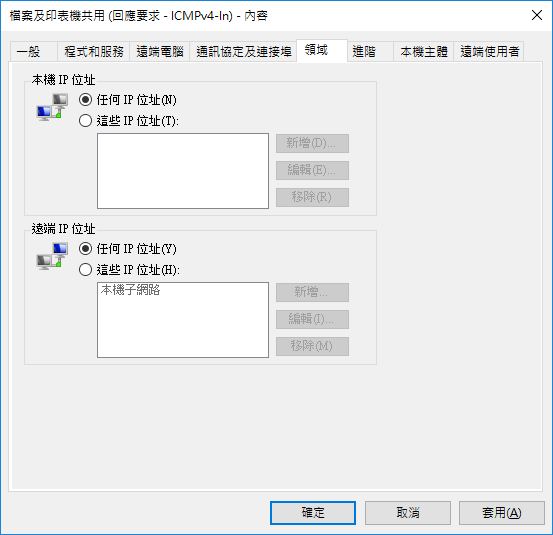 檔案及印表機共用 (回應要求 - ICMPv4-In) - 內容
一般 程式和服務 遠端電腦 通訊協定及連接埠 領域 進階 本機主體 遠端使用者
本機 IP 位址
任何 IP 位址(N)
這些 IP 位址(T):
新增(D)...
編輯(E)...
移除(R)
遠端 IP 位址
任何 IP 位址(Y)
這些 IP 位址(H):
本機子網路
新增...
編輯(I)...
移除(M)
確定 取消 套用(A)